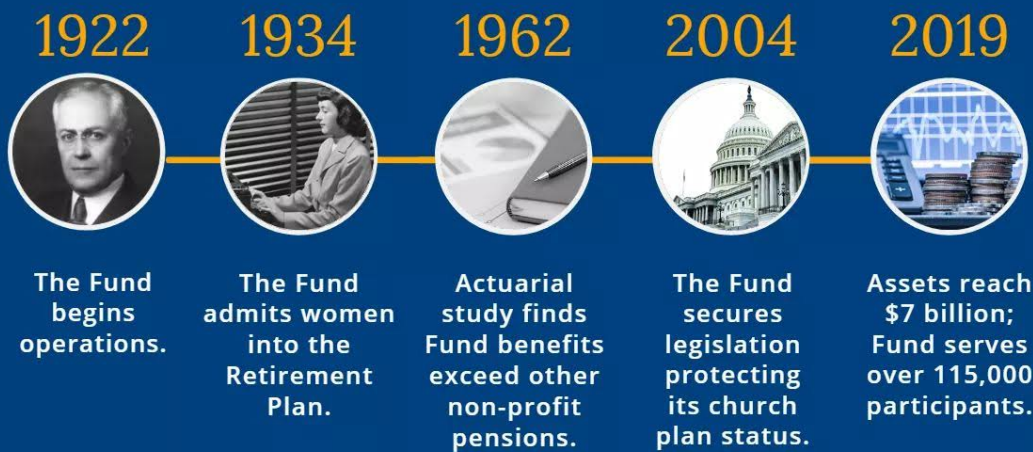 1922
The Fund
begins
operations.
1934
The Fund
admits women
into the
Retirement
Plan.
1962
Actuarial
study finds
Fund benefits
exceed other
non-profit
pensions.
2004
The Fund
secures
legislation
protecting
its church
plan status.
2019
Assets reach
$7 billion;
Fund serves
over 115,000
participants.